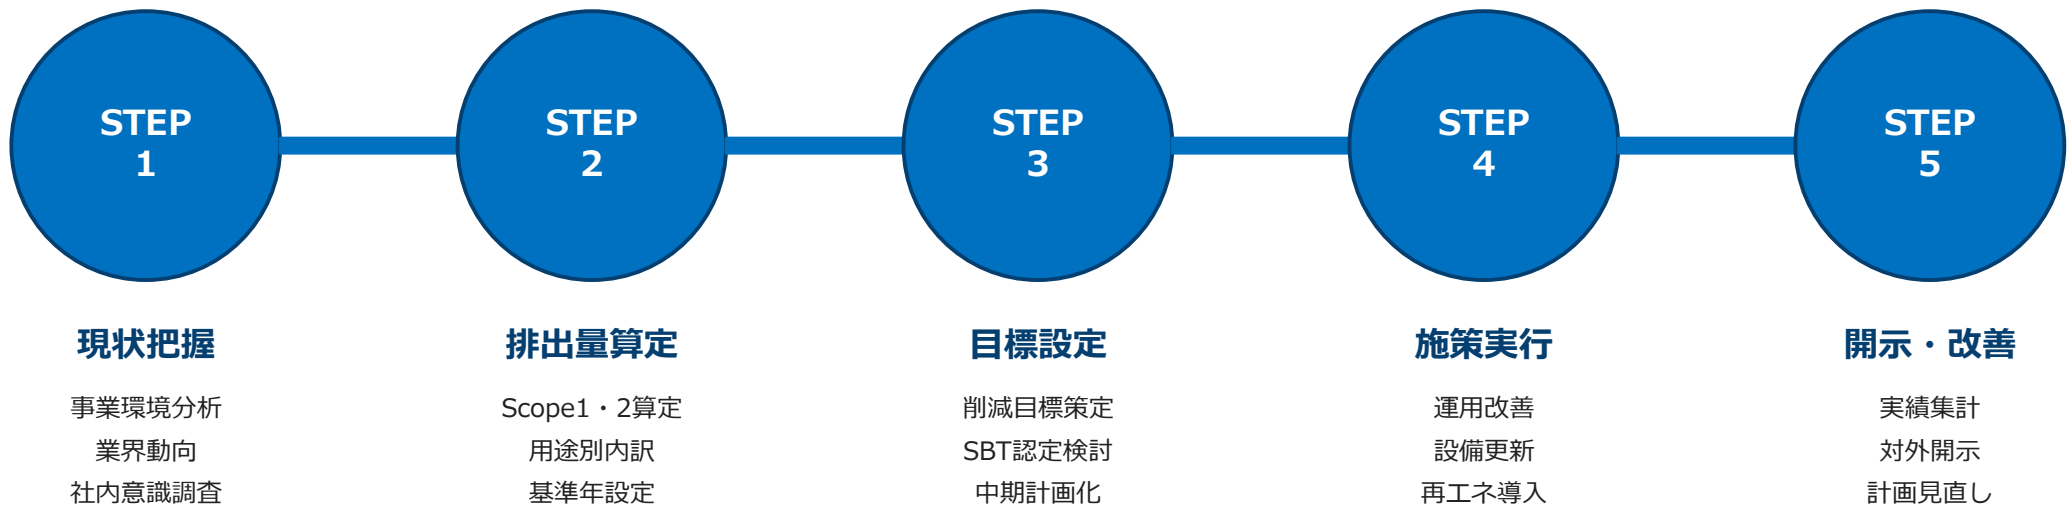 STEP
1
STEP
2
STEP
3
STEP
4
STEP
5
現状把握
事業環境分析
業界動向
社内意識調査
排出量算定
Scope1・2算定
用途別内訳
基準年設定
目標設定
削減目標策定
SBT認定検討
中期計画化
施策実行
運用改善
設備更新
再エネ導入
開示・改善
実績集計
対外開示
計画見直し